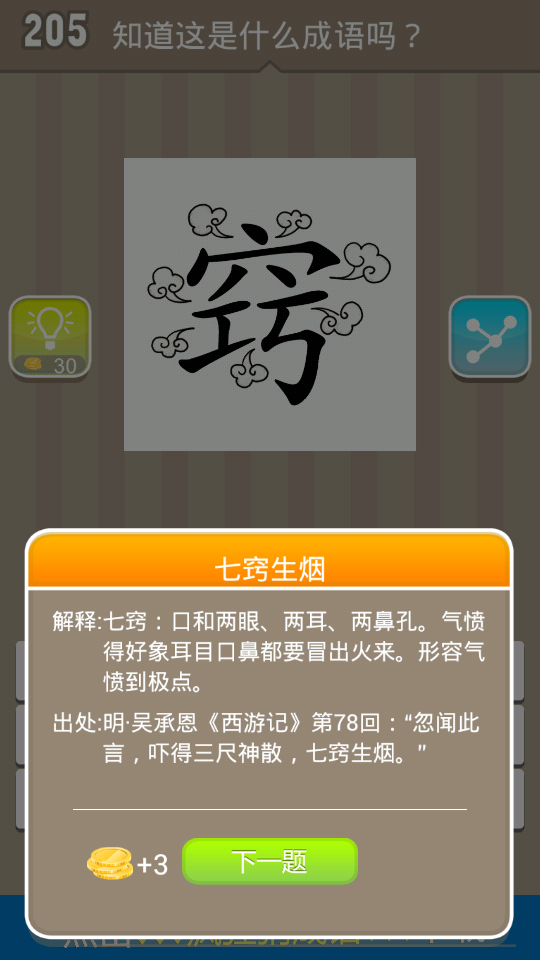 205 知道这是什么成语吗？
窍
30
七窍生烟
解释:七窍：口和两眼、两耳、两鼻孔。气愤
得好象耳目口鼻都要冒出火来。形容气
愤到极点。
出处:明·吴承恩《西游记》第78回：“忽闻此
言，吓得三尺神散，七窍生烟。”
+3 下一题